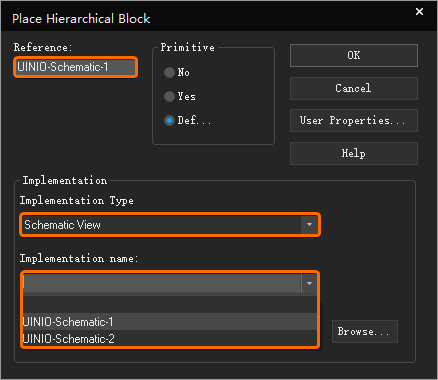 Place Hierarchical Block
Reference:
UINIO-Schematic-1
Primitive
No
Yes
Def...
OK
Cancel
User Properties...
Help
Implementation
Implementation Type
Schematic View
Implementation name:
UINIO-Schematic-1
UINIO-Schematic-2
Browse...